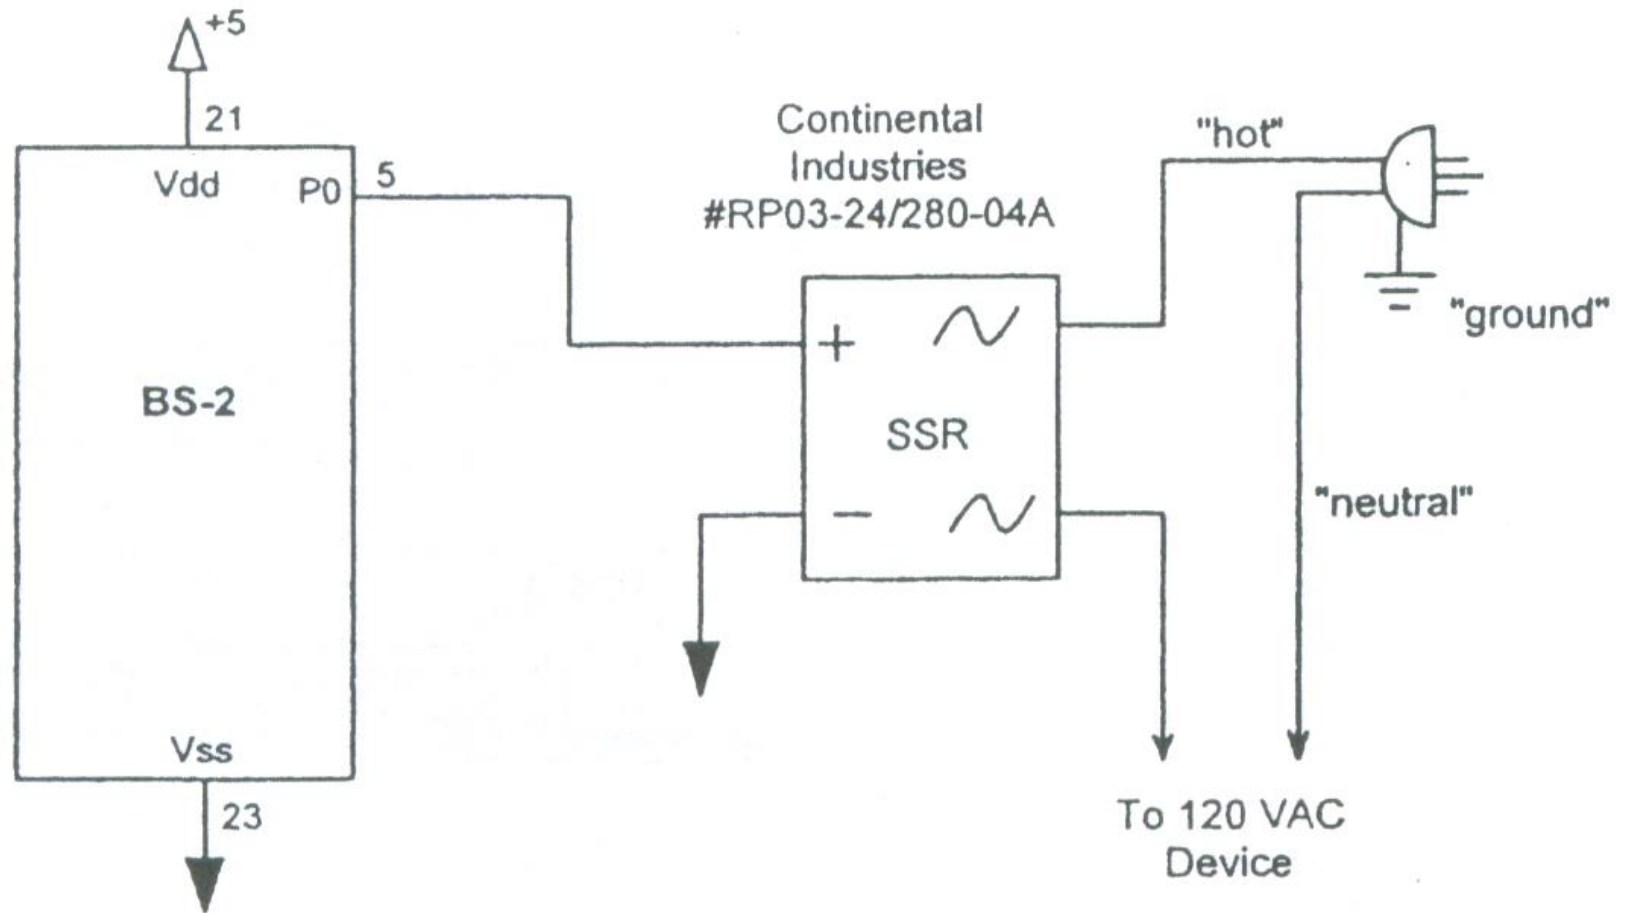 +5
21
Vdd
P0
5
BS-2
Vss
23
Continental
Industries
#RP03-24/280-04A
+
SSR
−
"hot"
"ground"
"neutral"
To 120 VAC
Device